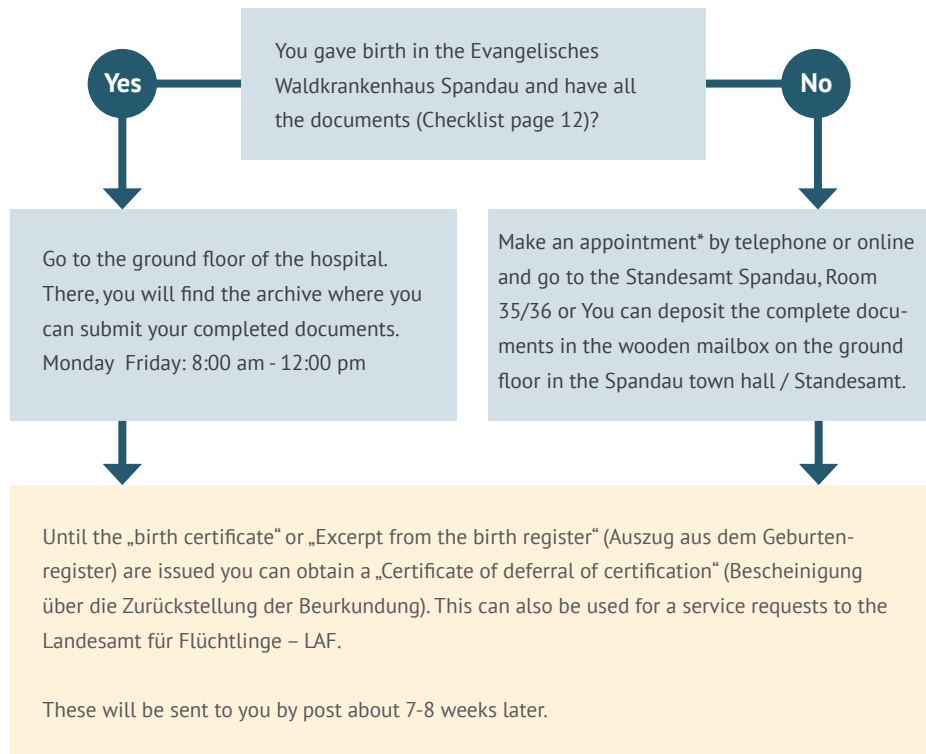 You gave birth in the Evangelisches
Waldkrankenhaus Spandau and have all
the documents (Checklist page 12)?
Yes
No
Go to the ground floor of the hospital.
There, you will find the archive where you
can submit your completed documents.
Monday  Friday: 8:00 am - 12:00 pm
Make an appointment* by telephone or online
and go to the Standesamt Spandau, Room
35/36 or You can deposit the complete docu-
ments in the wooden mailbox on the ground
floor in the Spandau town hall / Standesamt.
Until the „birth certificate“ or „Excerpt from the birth register“ (Auszug aus dem Geburten-
register) are issued you can obtain a „Certificate of deferral of certification“ (Bescheinigung
über die Zurückstellung der Beurkundung). This can also be used for a service requests to the
Landesamt für Flüchtlinge – LAF.
These will be sent to you by post about 7-8 weeks later.